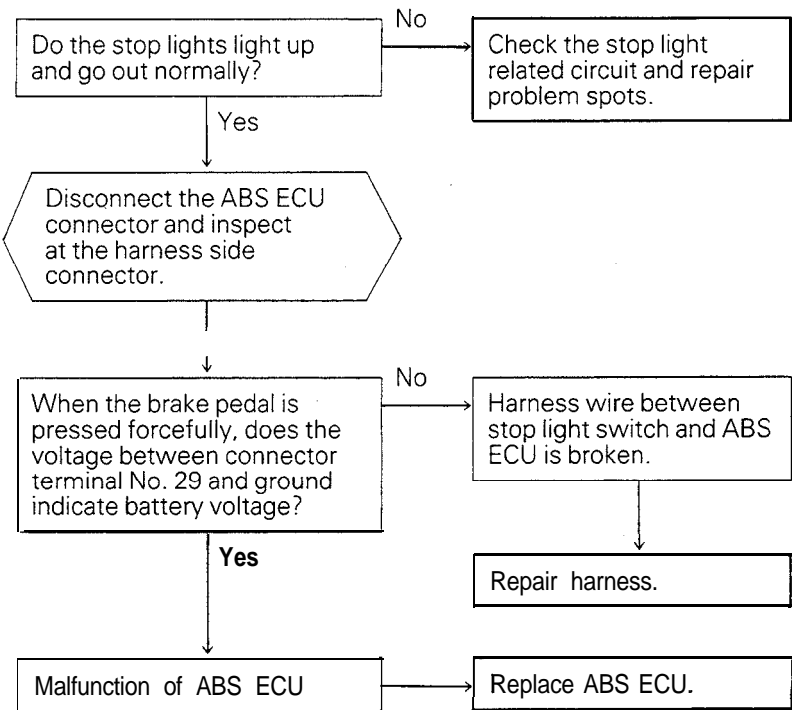 Do the stop lights light up
and go out normally?
No
Check the stop light
related circuit and repair
problem spots.
Yes
Disconnect the ABS ECU
connector and inspect
at the harness side
connector.
When the brake pedal is
pressed forcefully, does the
voltage between connector
terminal No. 29 and ground
indicate battery voltage?
No
Harness wire between
stop light switch and ABS
ECU is broken.
Yes
Repair harness.
Malfunction of ABS ECU
Replace ABS ECU.